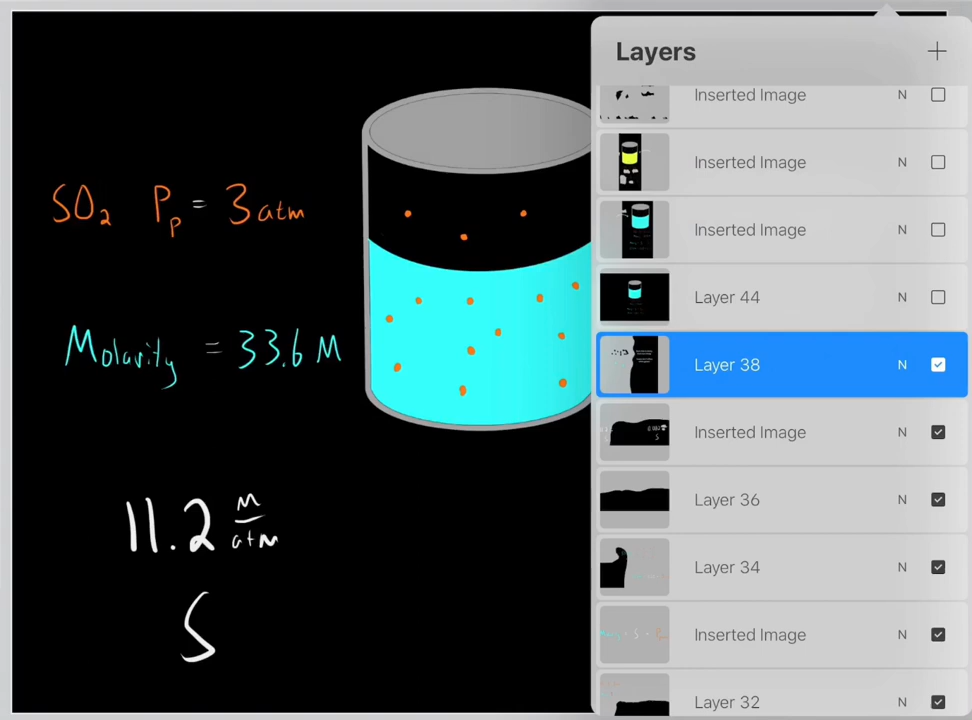 Layers
Inserted Image N
Inserted Image N
Inserted Image N
Layer 44 N
Layer 38 N
Inserted Image N
Layer 36 N
Layer 34 N
Inserted Image N
Layer 32 N
SO2 Pp = 3 atm
Molarity = 33.6 M
11.2 M/atm
S